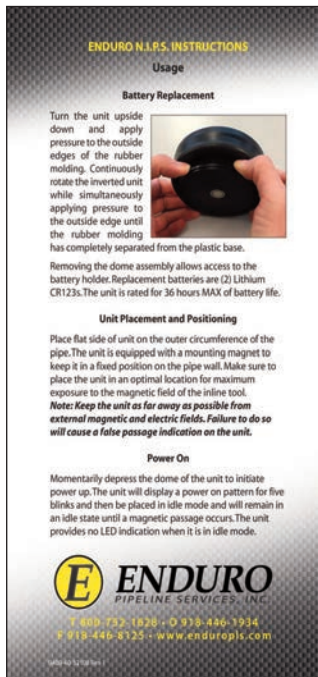 ENDURO N.I.P.S. INSTRUCTIONS
Usage
Battery Replacement
Turn the unit upside
down and apply
pressure to the outside
edges of the rubber
molding. Continuously
rotate the inverted unit
while simultaneously
applying pressure to
the outside edge until
the rubber molding
has completely separated from the plastic base.
Removing the dome assembly allows access to the
battery holder. Replacement batteries are (2) Lithium
CR123s. The unit is rated for 36 hours MAX of battery life.
Unit Placement and Positioning
Place flat side of unit on the outer circumference of the
pipe. The unit is equipped with a mounting magnet to
keep it in a fixed position on the pipe wall. Make sure to
place the unit in an optimal location for maximum
exposure to the magnetic field of the inline tool.
Note: Keep the unit as far away as possible from
external magnetic and electric fields. Failure to do so
will cause a false passage indication on the unit.
Power On
Momentarily depress the dome of the unit to initiate
power up. The unit will display a power on pattern for five
blinks and then be placed in idle mode and will remain in
an idle state until a magnetic passage occurs. The unit
provides no LED indication when it is in idle mode.
E ENDURO
PIPELINE SERVICES, INC.
T 800-752-1628 • O 918-446-1934
F 918-446-8125 • www.enduropls.com